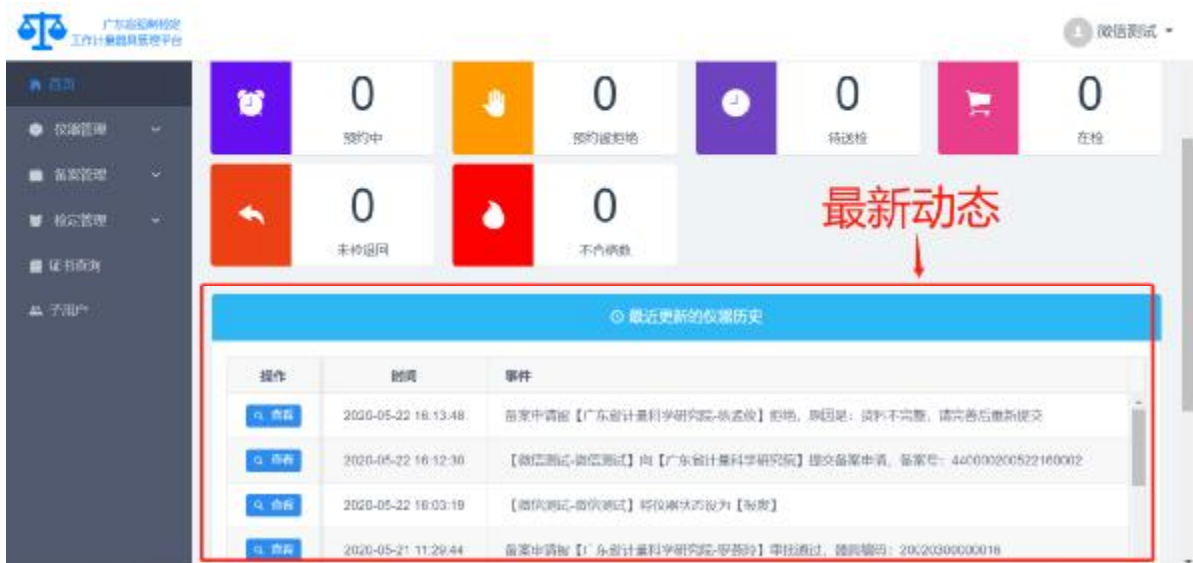 广东省强制检定
工作计量器具管理平台
微信测试
首页
仪器管理
备案管理
检定管理
证书查询
子用户
0
预约中
0
预约被拒绝
0
待送检
0
在检
0
未检退回
0
不合格数
最新动态
最近更新的仪器历史
操作 时间 事件
查看 2020-05-22 16:13:48 备案申请被【广东省计量科学研究院-】拒绝，原因是：资料不完整，请完善后重新提交
查看 2020-05-22 16:12:30 【微信测试-微信测试】向【广东省计量科学研究院】提交备案申请，备案号：440000200522160002
查看 2020-05-22 16:03:19 【微信测试-微信测试】将仪器状态设为【报废】
查看 2020-05-21 11:29:44 备案申请被【广东省计量科学研究院-】审批通过，器具编码：20020300000016